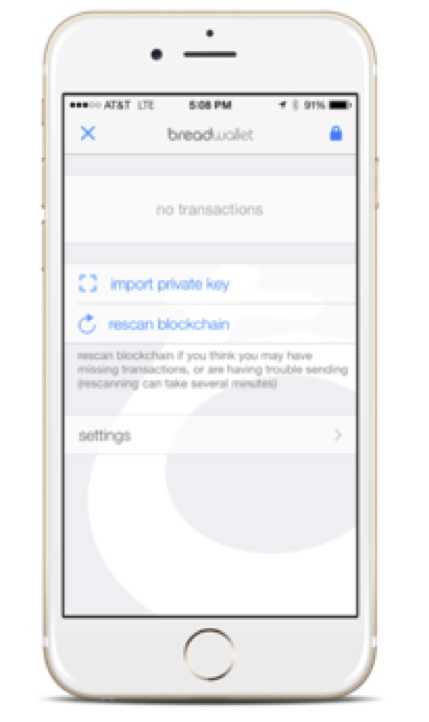 AT&T LTE 5:08 PM 91%
breadwallet
no transactions
import private key
rescan blockchain
rescan blockchain if you think you may have
missing transactions, or are having trouble sending
(rescanning can take several minutes)
settings